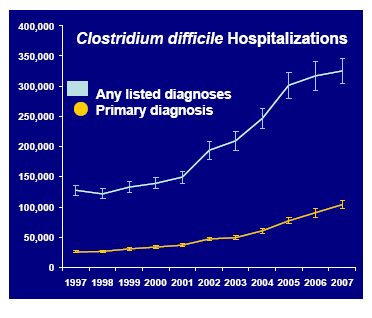 400,000
Clostridium difficile Hospitalizations
350,000
300,000
Any listed diagnoses
Primary diagnosis
250,000
200,000
150,000
100,000
50,000
0
1997 1998 1999 2000 2001 2002 2003 2004 2005 2006 2007